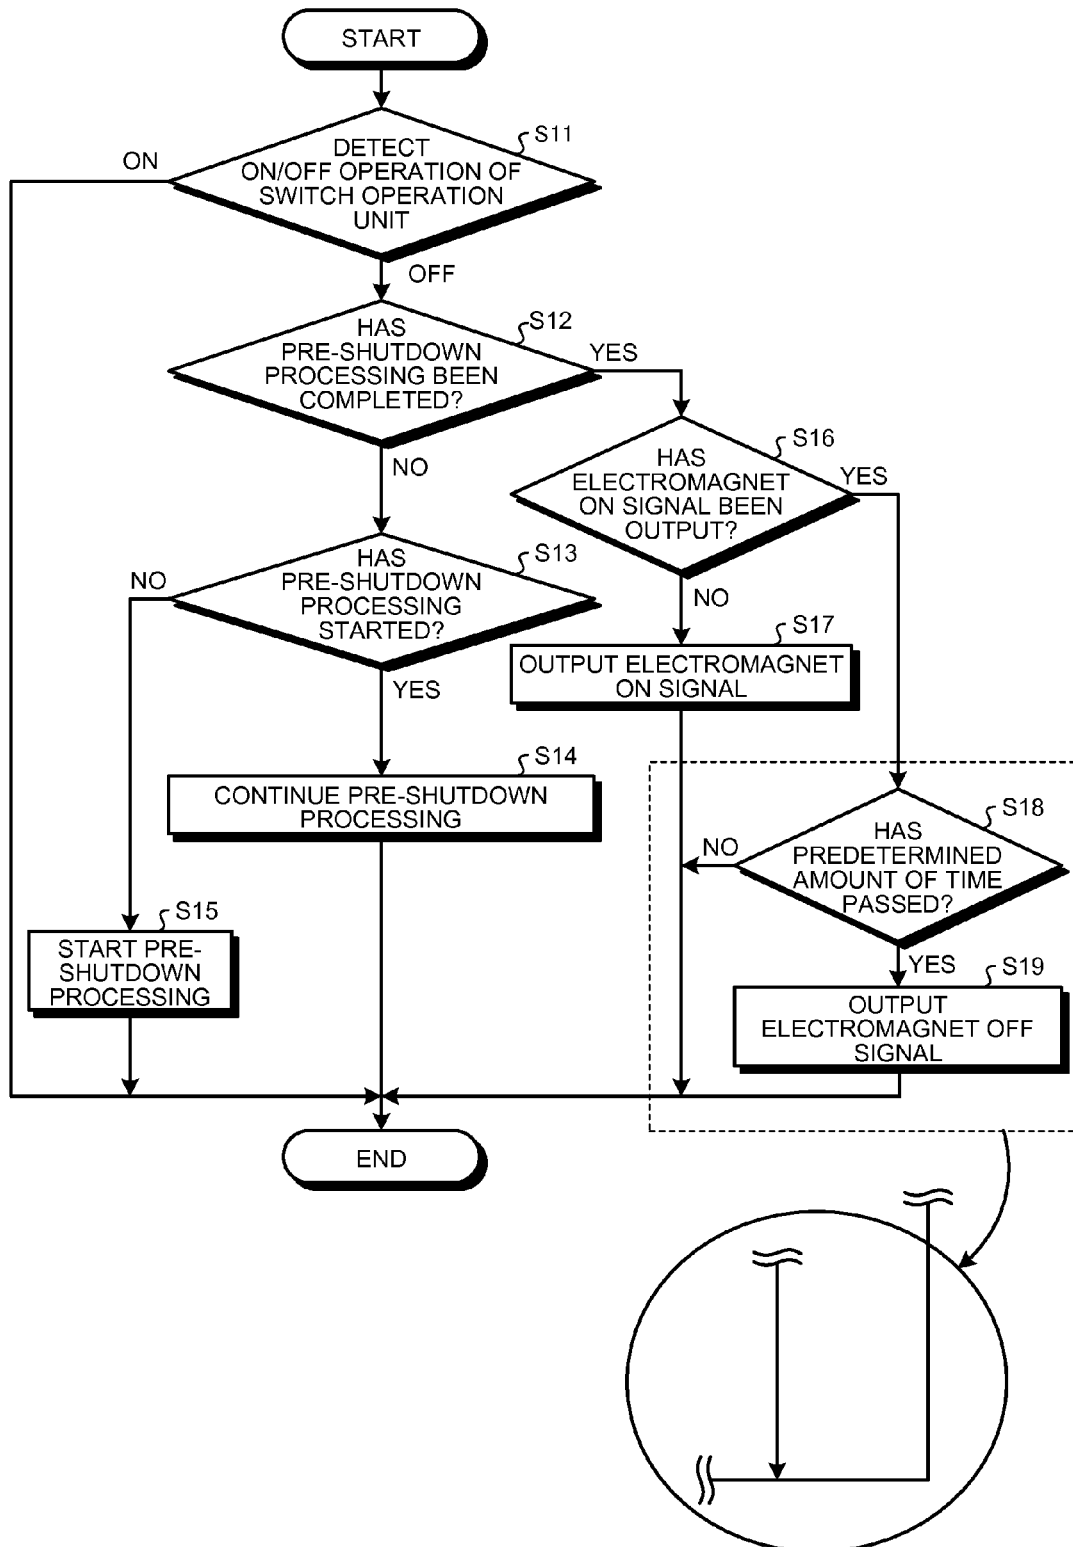 START
S11
DETECT
ON/OFF OPERATION OF
SWITCH OPERATION
UNIT
ON
OFF
S12
HAS
PRE-SHUTDOWN
PROCESSING BEEN
COMPLETED?
YES
NO
S16
HAS
ELECTROMAGNET
ON SIGNAL BEEN
OUTPUT?
YES
NO
S13
HAS
PRE-SHUTDOWN
PROCESSING
STARTED?
NO
YES
S17
OUTPUT ELECTROMAGNET
ON SIGNAL
S14
CONTINUE PRE-SHUTDOWN
PROCESSING
S18
HAS
PREDETERMINED
AMOUNT OF TIME
PASSED?
NO
YES
S15
START PRE-
SHUTDOWN
PROCESSING
S19
OUTPUT
ELECTROMAGNET OFF
SIGNAL
END